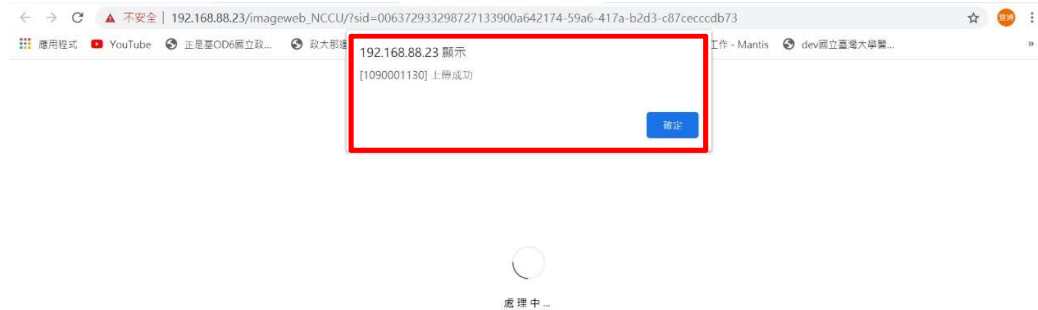 不安全 | 192.168.88.23/imageweb_NCCU/?sid=006372933298727133900a642174-59a6-417a-b2d3-c87cecccdb73
應用程式 YouTube 正是基OD6國立政... 政大那 工作 - Mantis dev國立臺灣大學醫... »
192.168.88.23 顯示
[1090001130] 上傳成功
確定
處理中...